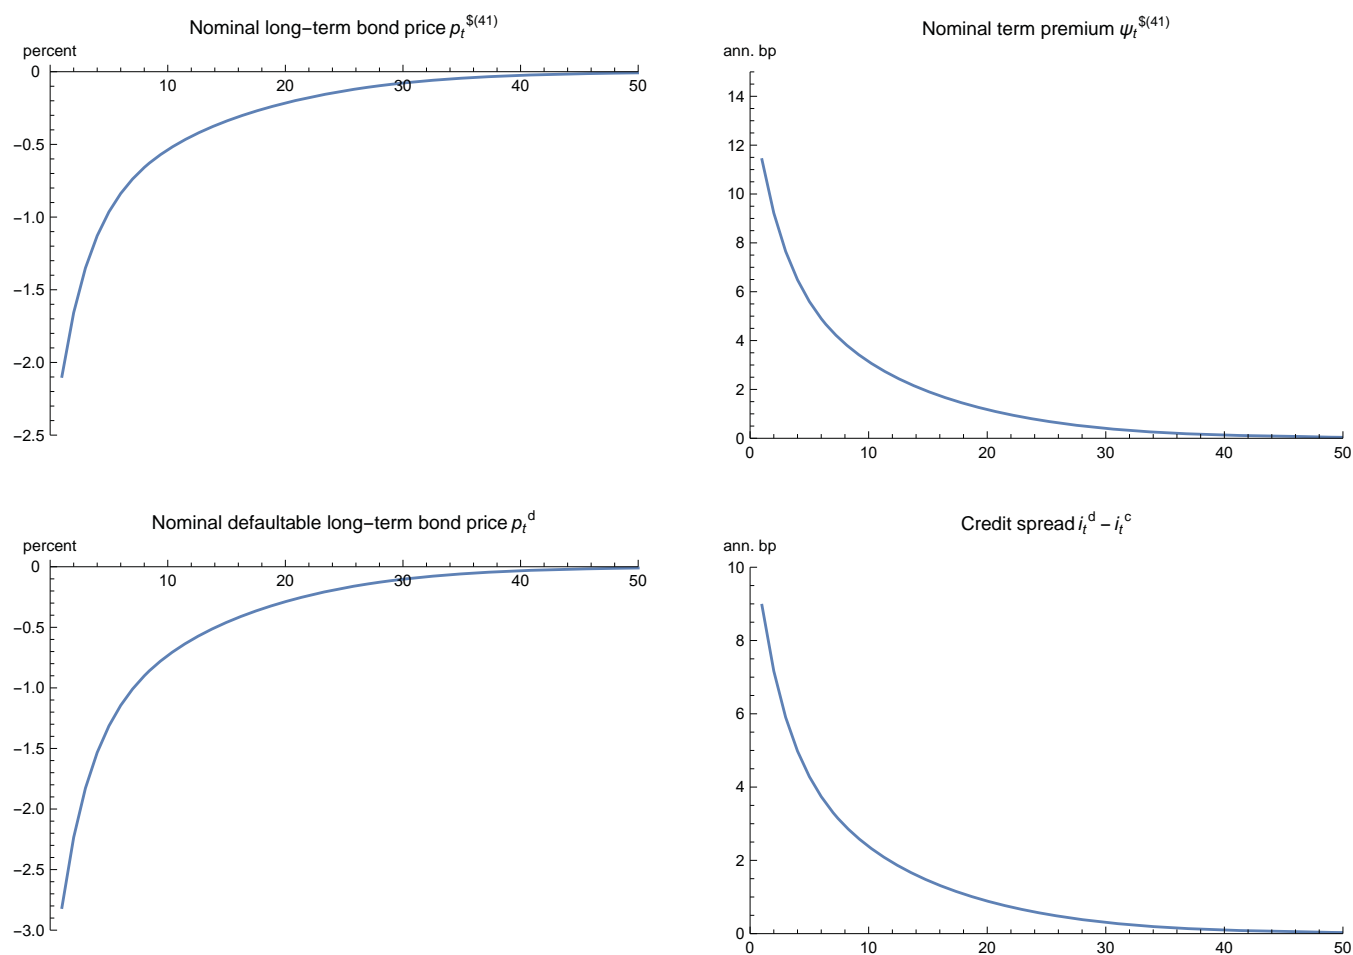 Nominal long−term bond price p_t^$(41)
percent
0
10 20 30 40 50
−0.5
−1.0
−1.5
−2.0
−2.5
Nominal term premium ψ_t^$(41)
ann. bp
14
12
10
8
6
4
2
0
0 10 20 30 40 50
Nominal defaultable long−term bond price p_t^d
percent
0
10 20 30 40 50
−0.5
−1.0
−1.5
−2.0
−2.5
−3.0
Credit spread i_t^d − i_t^c
ann. bp
10
8
6
4
2
0
0 10 20 30 40 50